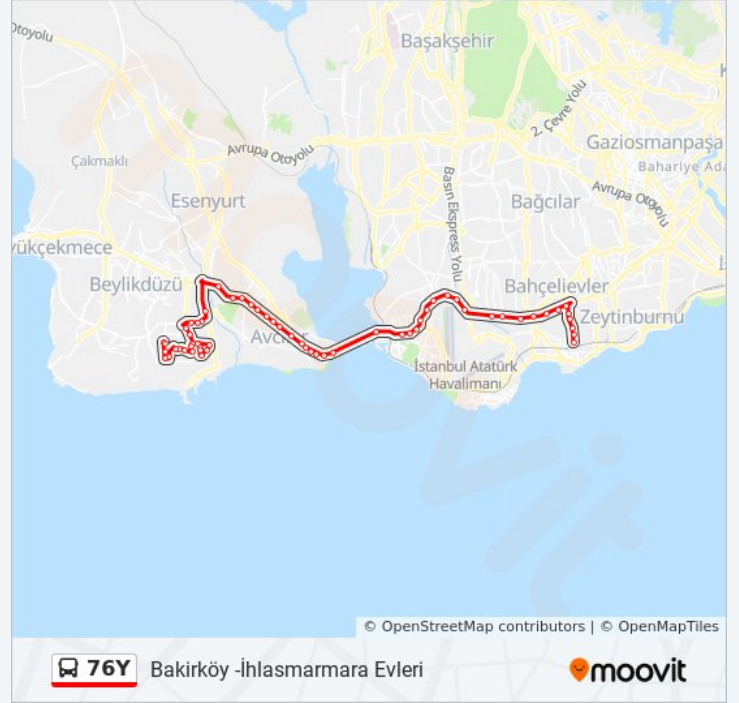 Otoyolu
Başakşehir
2. Çevre Yolu
Gaziosmanpaşa
Çakmaklı
Avrupa Otoyolu
Bahariye Ada
Basın Ekspress Yolu
Avrupa Otoyolu
Esenyurt
Bağcılar
yükçekmece
Beylikdüzü
Bahçelievler
Zeytinburnu
İstanbul Atatürk
Havalimanı
© OpenStreetMap contributors | © OpenMapTiles
76Y Bakirköy -İhlasmarmara Evleri moovit